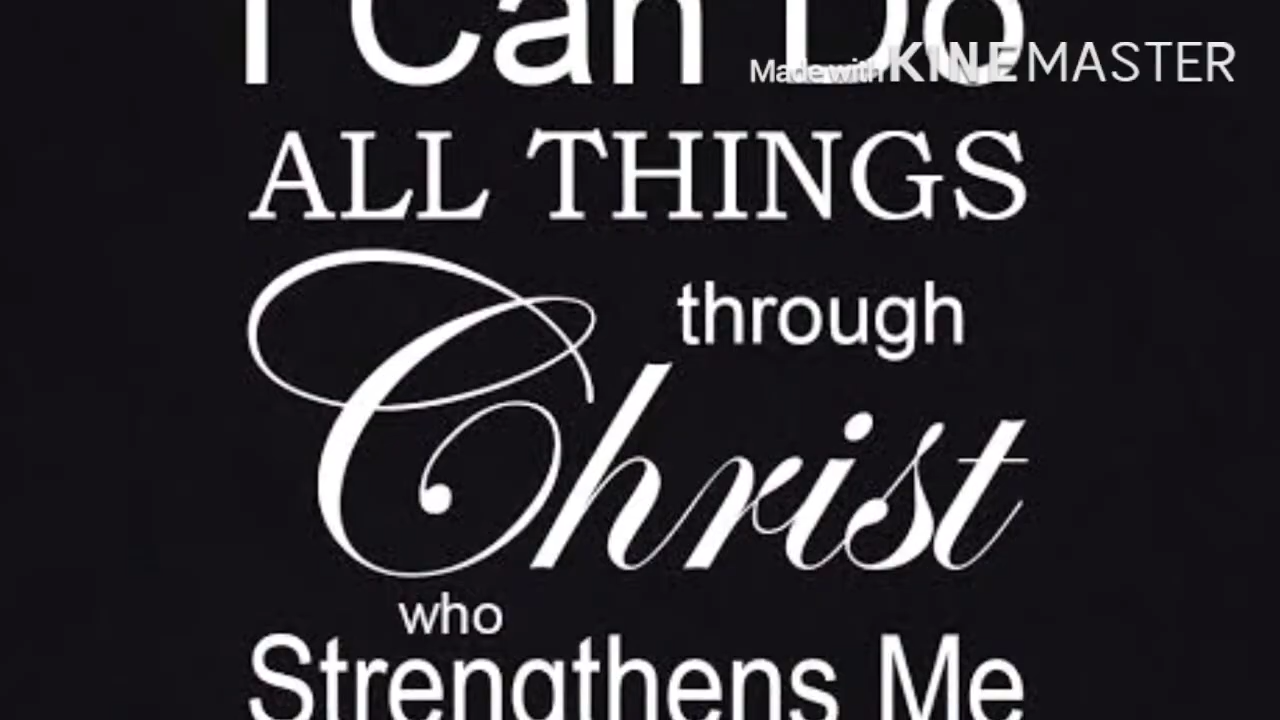 I Can Do
Made with KINEMASTER
ALL THINGS
through
Christ
who
Strengthens Me